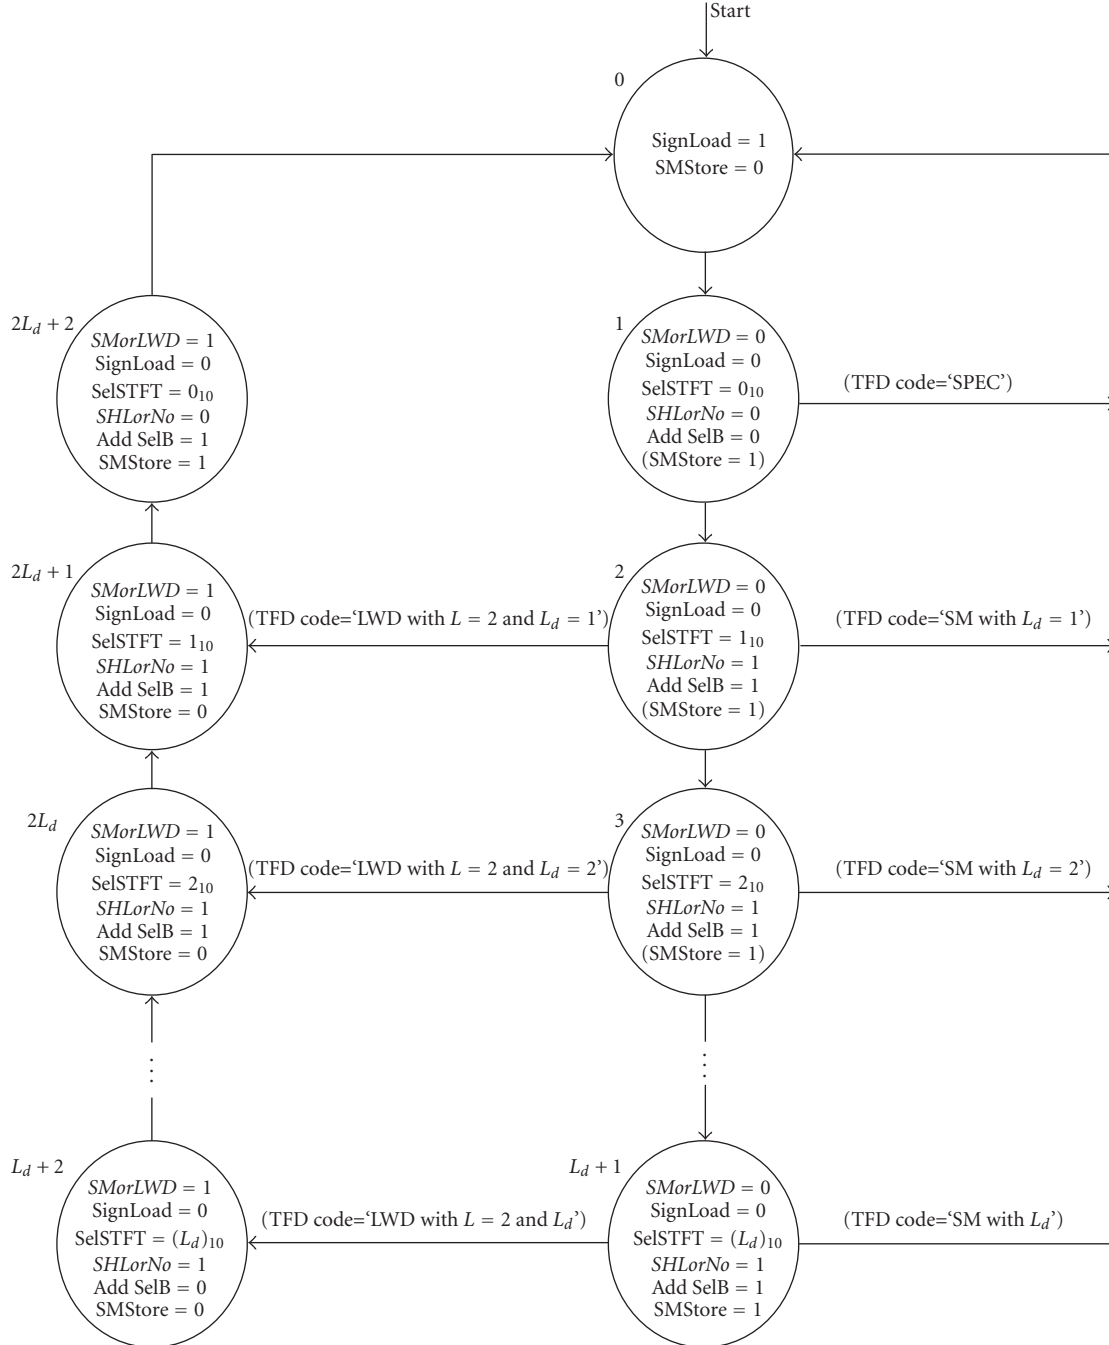 Start
0
SignLoad = 1
SMStore = 0
2L_d + 2
SMorLWD = 1
SignLoad = 0
SelSTFT = 0₁₀
SHLorNo = 0
Add SelB = 1
SMStore = 1
1
SMorLWD = 0
SignLoad = 0
SelSTFT = 0₁₀
SHLorNo = 0
Add SelB = 0
(SMStore = 1)
(TFD code=‘SPEC’)
2L_d + 1
SMorLWD = 1
SignLoad = 0
SelSTFT = 1₁₀
SHLorNo = 1
Add SelB = 1
SMStore = 0
(TFD code=‘LWD with L = 2 and L_d = 1’)
2
SMorLWD = 0
SignLoad = 0
SelSTFT = 1₁₀
SHLorNo = 1
Add SelB = 1
(SMStore = 1)
(TFD code=‘SM with L_d = 1’)
2L_d
SMorLWD = 1
SignLoad = 0
SelSTFT = 2₁₀
SHLorNo = 1
Add SelB = 1
SMStore = 0
(TFD code=‘LWD with L = 2 and L_d = 2’)
3
SMorLWD = 0
SignLoad = 0
SelSTFT = 2₁₀
SHLorNo = 1
Add SelB = 1
(SMStore = 1)
(TFD code=‘SM with L_d = 2’)
L_d + 2
SMorLWD = 1
SignLoad = 0
SelSTFT = (L_d)₁₀
SHLorNo = 1
Add SelB = 0
SMStore = 0
(TFD code=‘LWD with L = 2 and L_d’)
L_d + 1
SMorLWD = 0
SignLoad = 0
SelSTFT = (L_d)₁₀
SHLorNo = 1
Add SelB = 1
SMStore = 1
(TFD code=‘SM with L_d’)